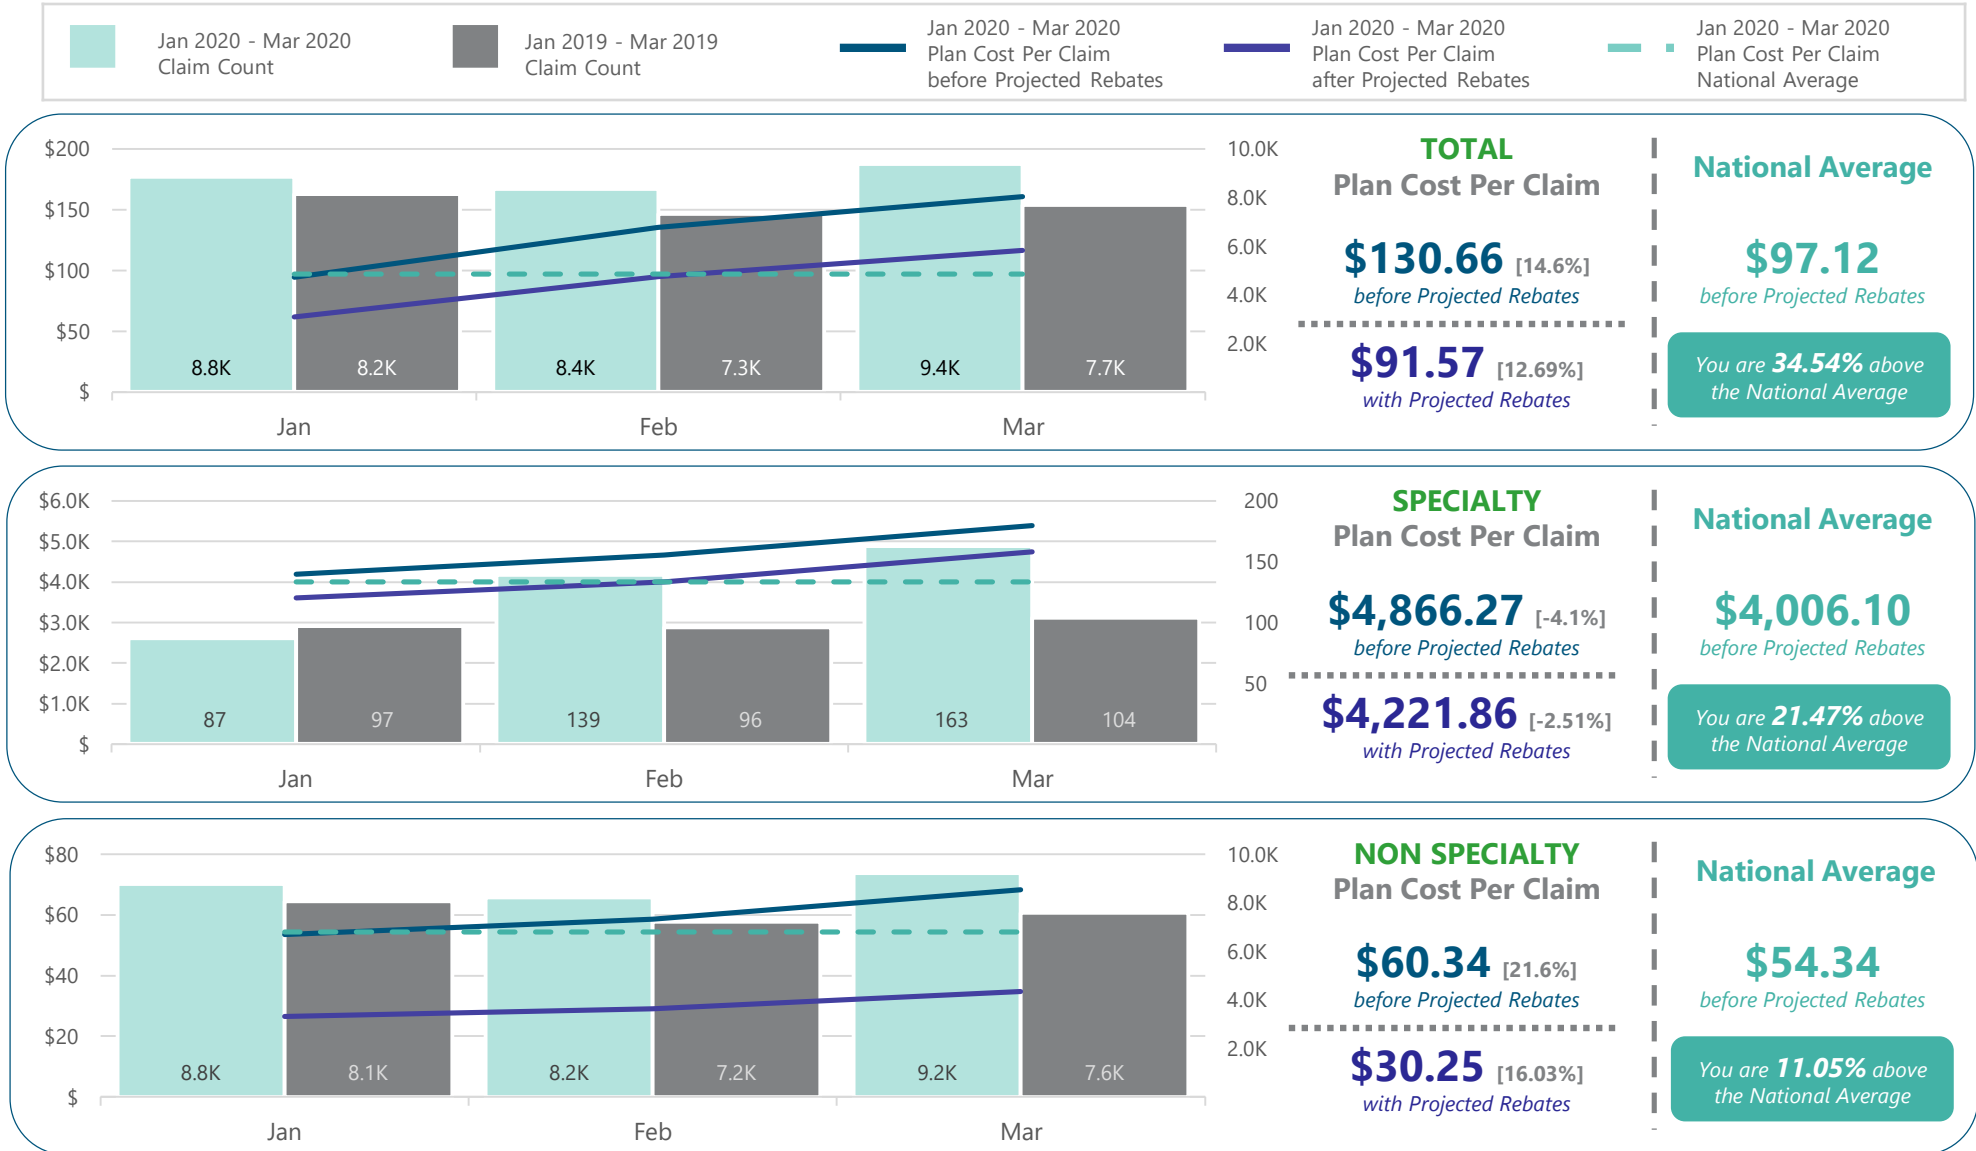 Jan 2020 - Mar 2020
Claim Count
Jan 2019 - Mar 2019
Claim Count
Jan 2020 - Mar 2020
Plan Cost Per Claim
before Projected Rebates
Jan 2020 - Mar 2020
Plan Cost Per Claim
after Projected Rebates
Jan 2020 - Mar 2020
Plan Cost Per Claim
National Average
$200
$150
$100
$50
$
10.0K
8.0K
6.0K
4.0K
2.0K
8.8K
8.2K
8.4K
7.3K
9.4K
7.7K
Jan
Feb
Mar
TOTAL
Plan Cost Per Claim
$130.66 [14.6%]
before Projected Rebates
$91.57 [12.69%]
with Projected Rebates
National Average
$97.12
before Projected Rebates
You are 34.54% above
the National Average
$6.0K
$5.0K
$4.0K
$3.0K
$2.0K
$1.0K
$
200
150
100
50
87
97
139
96
163
104
Jan
Feb
Mar
SPECIALTY
Plan Cost Per Claim
$4,866.27 [-4.1%]
before Projected Rebates
$4,221.86 [-2.51%]
with Projected Rebates
National Average
$4,006.10
before Projected Rebates
You are 21.47% above
the National Average
$80
$60
$40
$20
$
10.0K
8.0K
6.0K
4.0K
2.0K
8.8K
8.1K
8.2K
7.2K
9.2K
7.6K
Jan
Feb
Mar
NON SPECIALTY
Plan Cost Per Claim
$60.34 [21.6%]
before Projected Rebates
$30.25 [16.03%]
with Projected Rebates
National Average
$54.34
before Projected Rebates
You are 11.05% above
the National Average